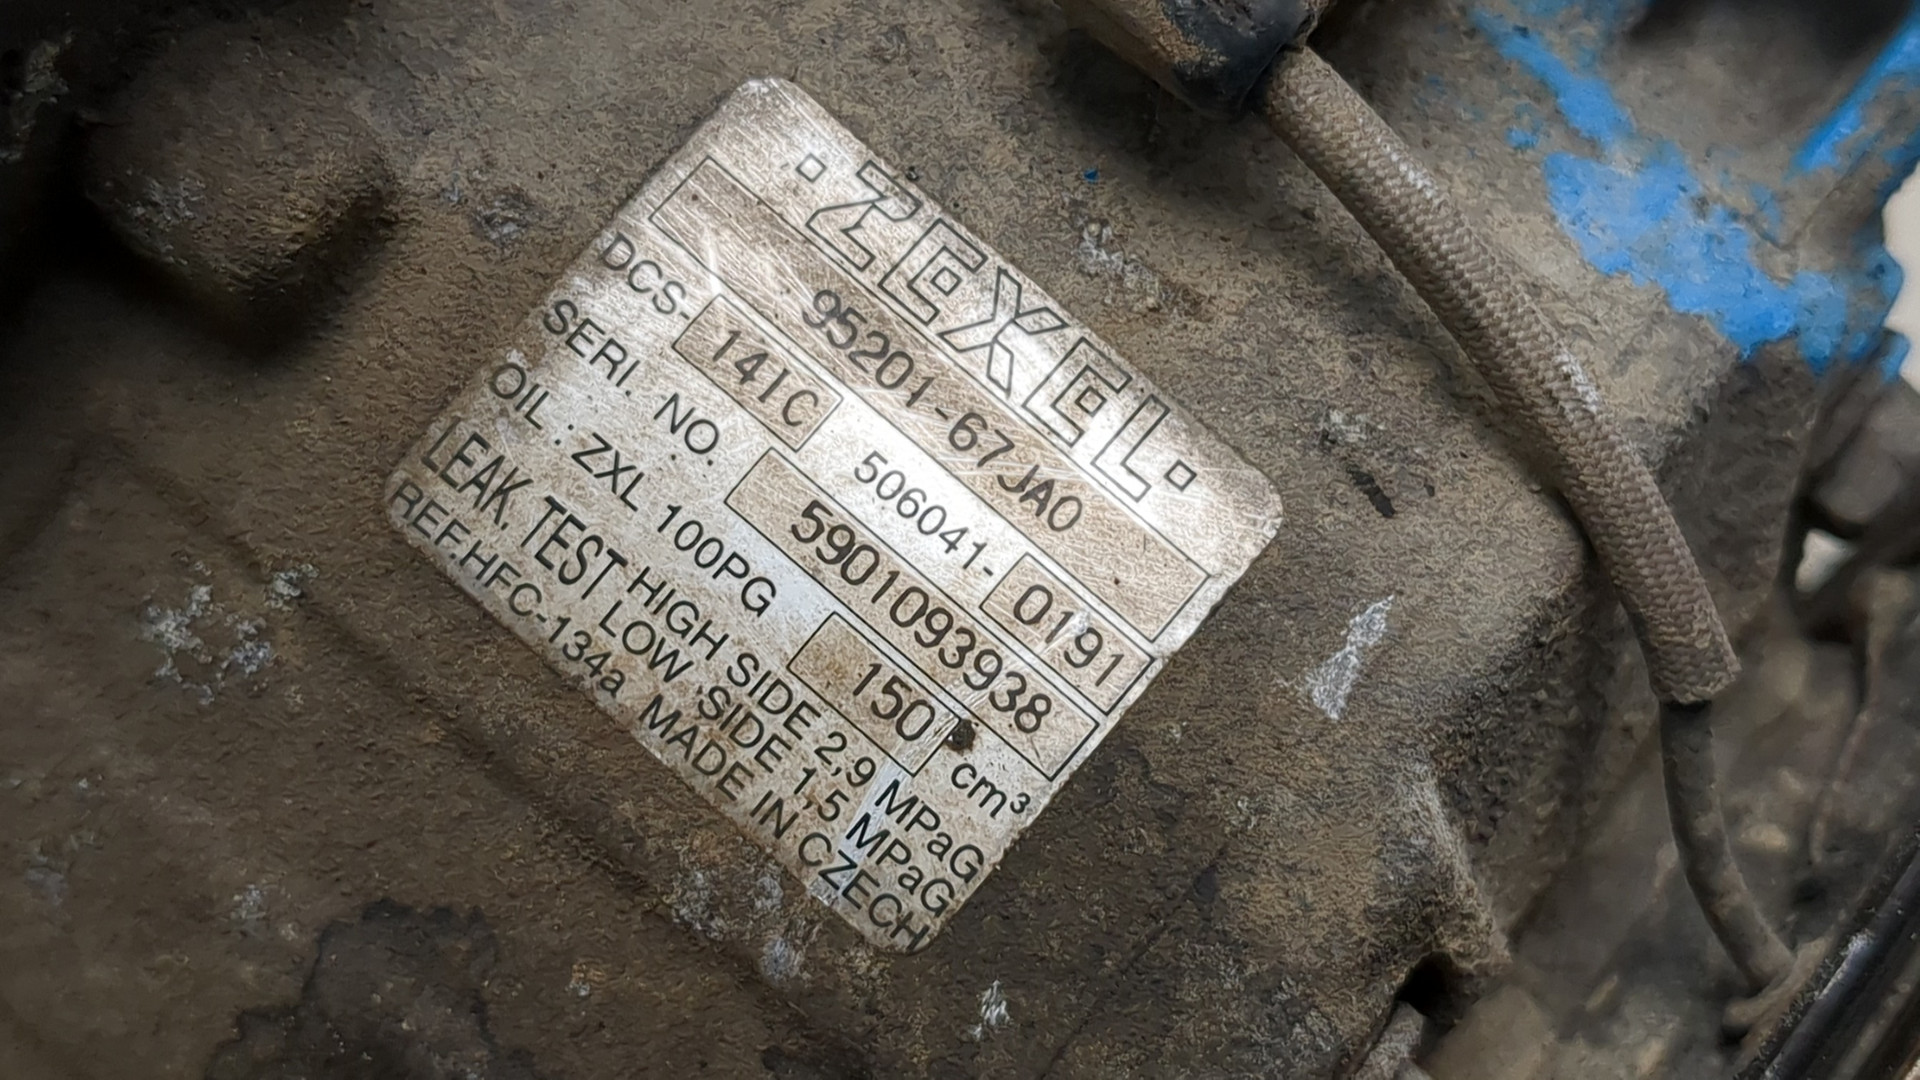 ZEXEL
95201-67JA0
DCS-14IC 506041-0191
SERI. NO. 5901093938
OIL : ZXL 100PG 150 cm³
LEAK. TEST HIGH SIDE 2,9 MPaG
LOW SIDE 1,5 MPaG
REF.HFC-134a MADE IN CZECH